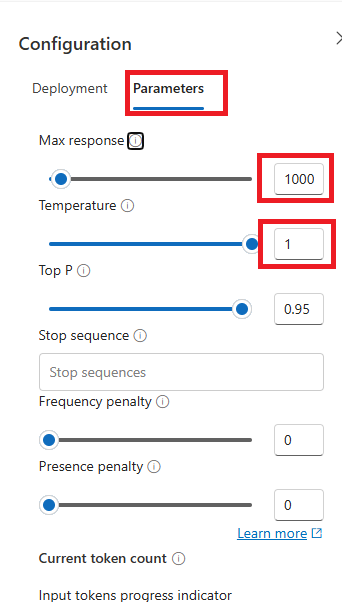 Configuration
Deployment Parameters
Max response
1000
Temperature
1
Top P
0.95
Stop sequence
Stop sequences
Frequency penalty
0
Presence penalty
0
Learn more
Current token count
Input tokens progress indicator